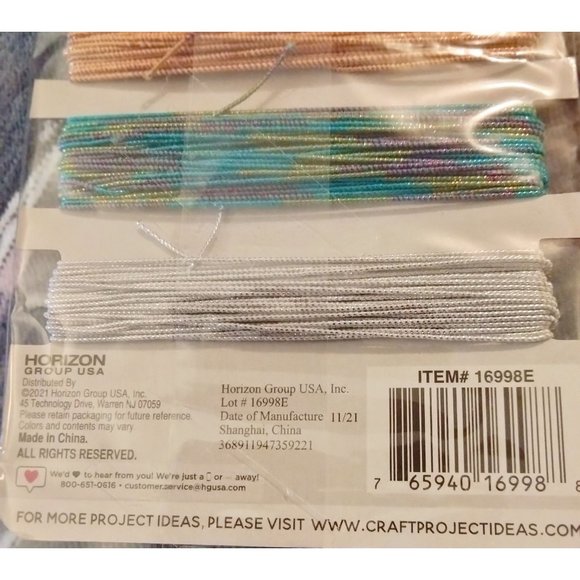 HORIZON
GROUP USA
Distributed By
©2021 Horizon Group USA, Inc.
45 Technology Drive, Warren NJ 07059
Please retain packaging for future reference.
Colors and contents may vary.
Made in China.
ALL RIGHTS RESERVED.
We'd ❤ to hear from you! We're just a or away!
800-651-0616 • customer.service@hgusa.com
Horizon Group USA, Inc.
Lot # 16998E
Date of Manufacture 11/21
Shanghai, China
368911947359221
ITEM# 16998E
7 65940 16998 8
FOR MORE PROJECT IDEAS, PLEASE VISIT WWW.CRAFTPROJECTIDEAS.COM